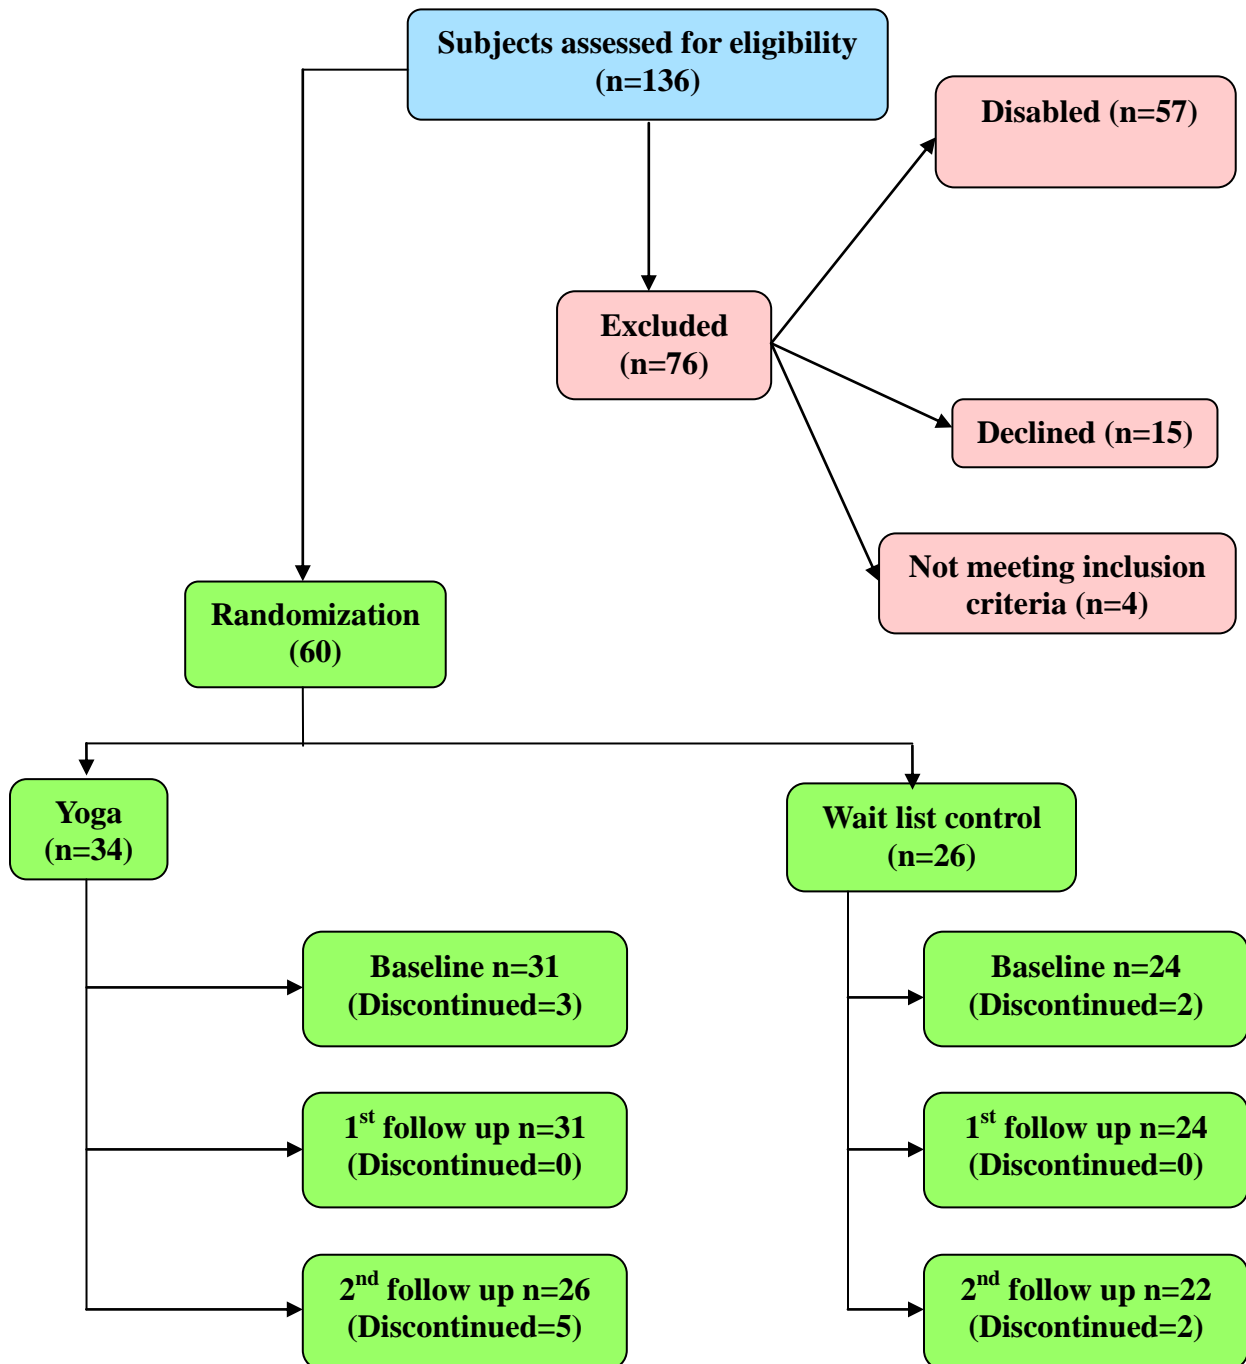 Subjects assessed for eligibility
(n=136)
Disabled (n=57)
Excluded
(n=76)
Declined (n=15)
Not meeting inclusion
criteria (n=4)
Randomization
(60)
Yoga
(n=34)
Wait list control
(n=26)
Baseline n=31
(Discontinued=3)
Baseline n=24
(Discontinued=2)
1st follow up n=31
(Discontinued=0)
1st follow up n=24
(Discontinued=0)
2nd follow up n=26
(Discontinued=5)
2nd follow up n=22
(Discontinued=2)